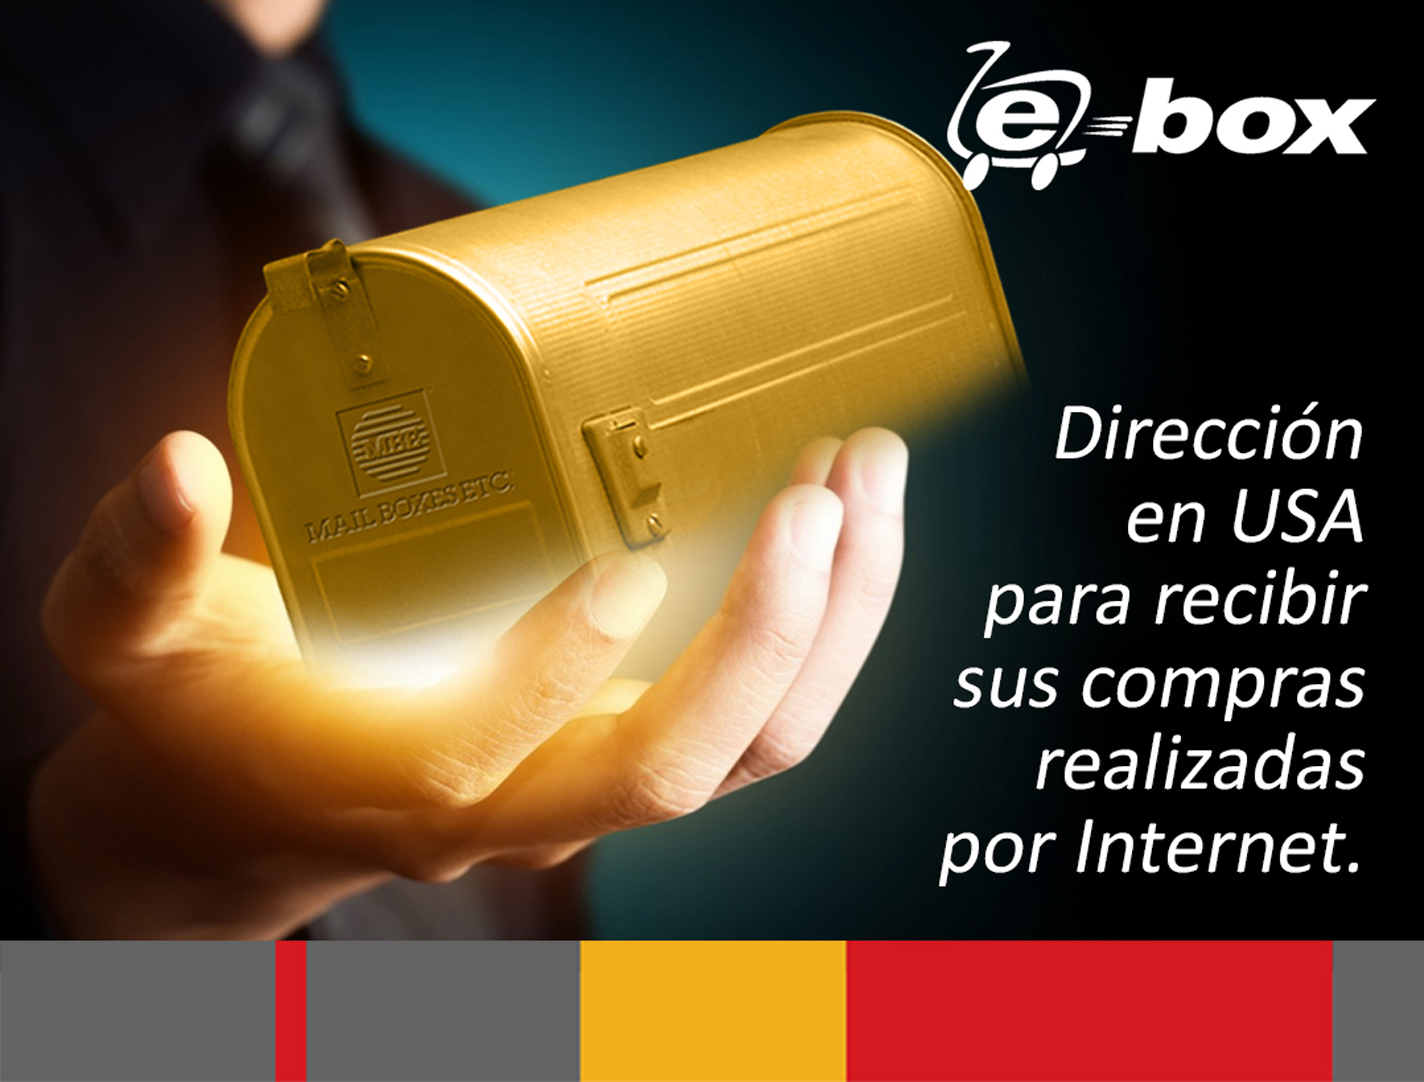 e-box
MBE
MAIL BOXES ETC.
Dirección
en USA
para recibir
sus compras
realizadas
por Internet.